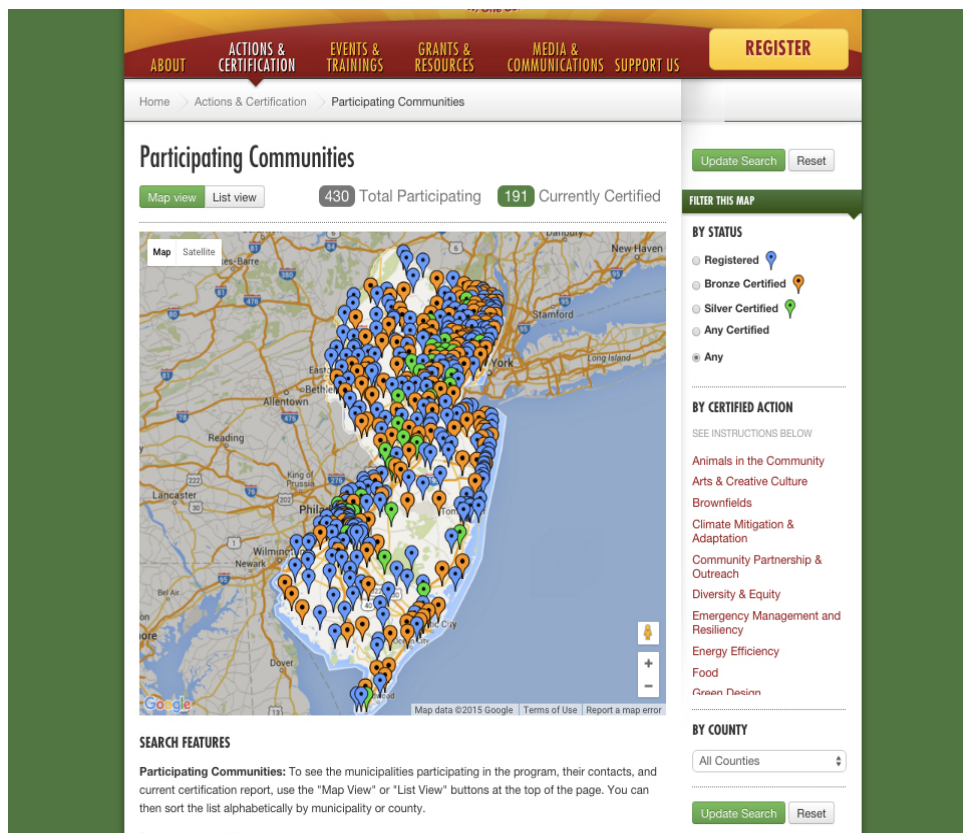 ABOUT
ACTIONS &
CERTIFICATION
EVENTS &
TRAININGS
GRANTS &
RESOURCES
MEDIA &
COMMUNICATIONS
SUPPORT US
REGISTER
Home
Actions & Certification
Participating Communities
Participating Communities
Map view
List view
430 Total Participating
191 Currently Certified
Map
Satellite
New Haven
Stamford
York
Long Island
Allentown
Reading
King of
Prussia
Lancaster
Wilmington
Newark
Bel Air
Dover
Google
Map data ©2015 Google
Terms of Use
Report a map error
SEARCH FEATURES
Participating Communities: To see the municipalities participating in the program, their contacts, and
current certification report, use the "Map View" or "List View" buttons at the top of the page. You can
then sort the list alphabetically by municipality or county.
Update Search
Reset
FILTER THIS MAP
BY STATUS
Registered
Bronze Certified
Silver Certified
Any Certified
Any
BY CERTIFIED ACTION
SEE INSTRUCTIONS BELOW
Animals in the Community
Arts & Creative Culture
Brownfields
Climate Mitigation &
Adaptation
Community Partnership &
Outreach
Diversity & Equity
Emergency Management and
Resiliency
Energy Efficiency
Food
Green Design
BY COUNTY
All Counties
Update Search
Reset